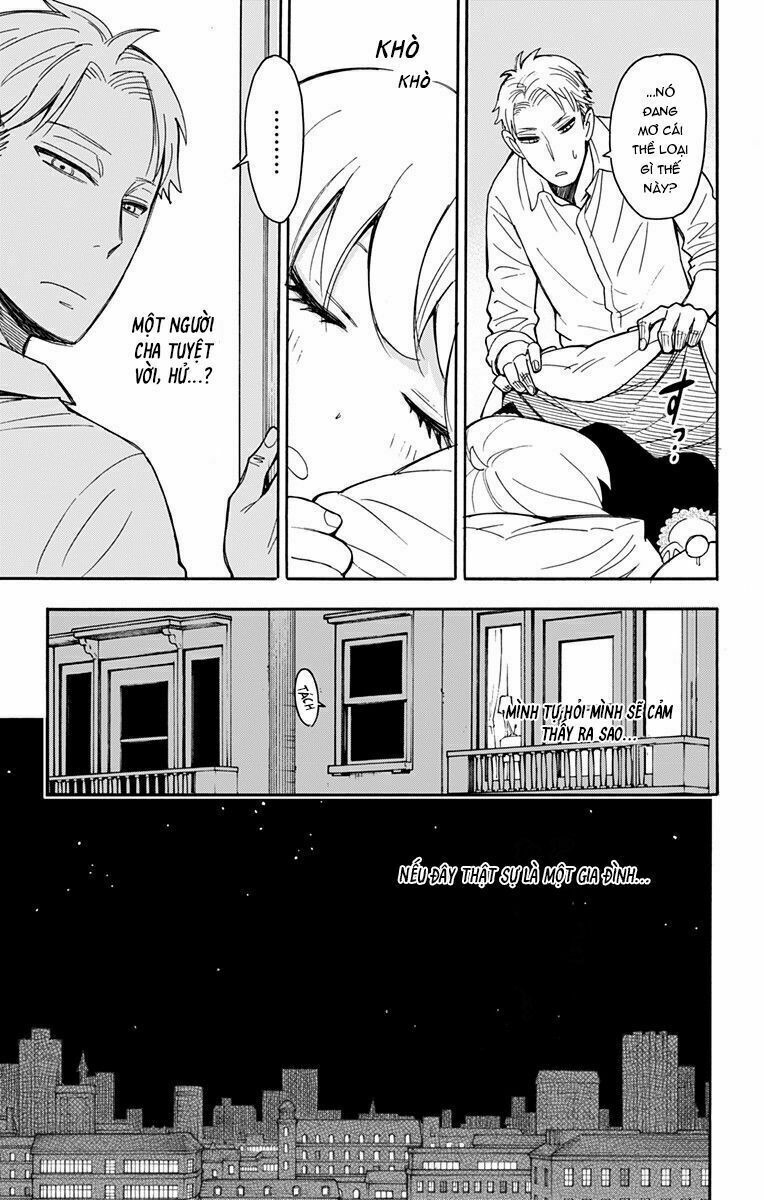 ...NÓ
ĐANG
MƠ CÁI
THỂ LOẠI
GÌ THẾ
NÀY?
す...
KHÒ
KHÒ
.........
MỘT NGƯỜI
CHA TUYỆT
VỜI, HỬ...?
TÁCH
MÌNH TỰ HỎI MÌNH SẼ CẢM
THẤY RA SAO...
NẾU ĐÂY THẬT SỰ LÀ MỘT GIA ĐÌNH...